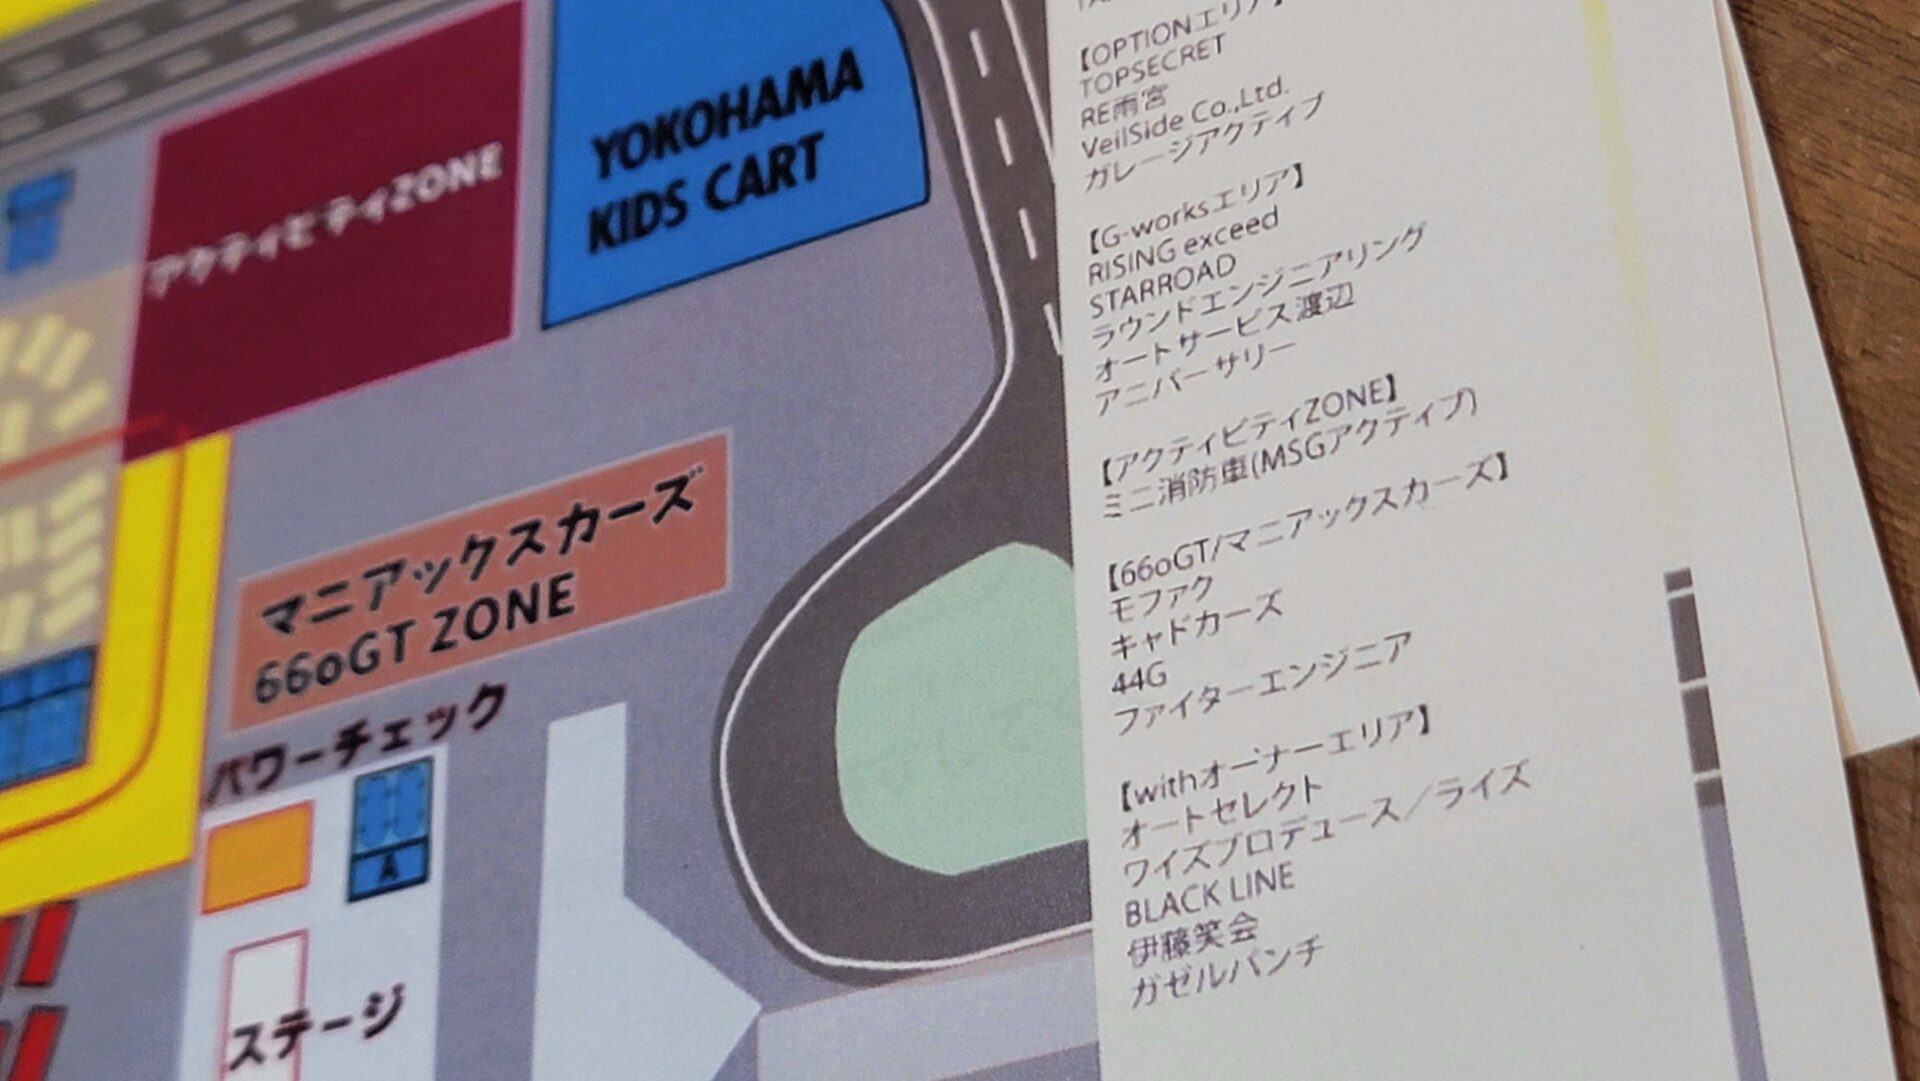 YOKOHAMA
KIDS CART
アクティビティZONE
マニアックスカーズ
66oGT ZONE
パワーチェック
A
ステージ
【OPTIONエリア】
TOPSECRET
RE雨宮
VeilSide Co.,Ltd.
ガレージアクティブ
【G-worksエリア】
RISING exceed
STARROAD
ラウンドエンジニアリング
オートサービス渡辺
アニバーサリー
【アクティビティZONE】
ミニ消防車(MSGアクティブ)
【66oGT/マニアックスカーズ】
モファク
キャドカーズ
44G
ファイターエンジニア
【withオーナーエリア】
オートセレクト
ワイズプロデュース／ライズ
BLACK LINE
伊藤笑会
ガゼルパンチ